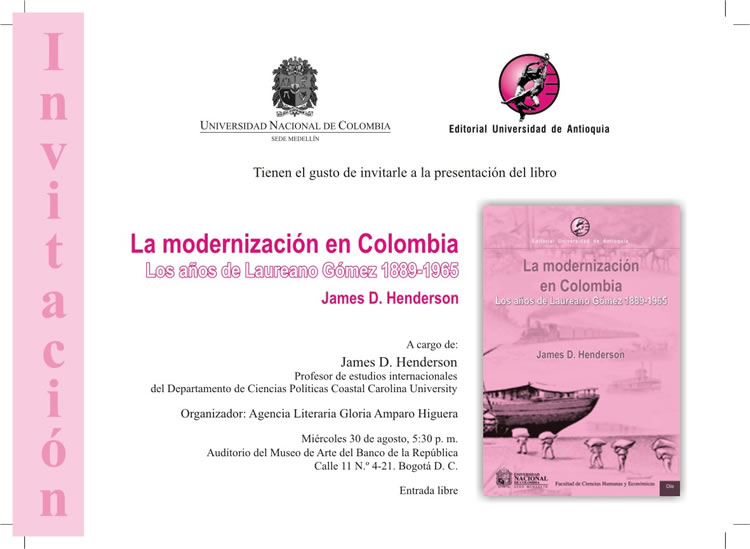 Invitación
UNIVERSIDAD NACIONAL DE COLOMBIA
SEDE MEDELLÍN
Editorial Universidad de Antioquia
Tienen el gusto de invitarle a la presentación del libro
La modernización en Colombia
Los años de Laureano Gómez 1889-1965
James D. Henderson
A cargo de:
James D. Henderson
Profesor de estudios internacionales
del Departamento de Ciencias Políticas Coastal Carolina University
Organizador: Agencia Literaria Gloria Amparo Higuera
Miércoles 30 de agosto, 5:30 p. m.
Auditorio del Museo de Arte del Banco de la República
Calle 11 N.º 4-21. Bogotá D. C.
Entrada libre
Editorial Universidad de Antioquia
La modernización
en Colombia
Los años de Laureano Gómez 1889-1965
James D. Henderson
UNIVERSIDAD
NACIONAL
DE COLOMBIA
SEDE MEDELLÍN
Facultad de Ciencias Humanas y Económicas